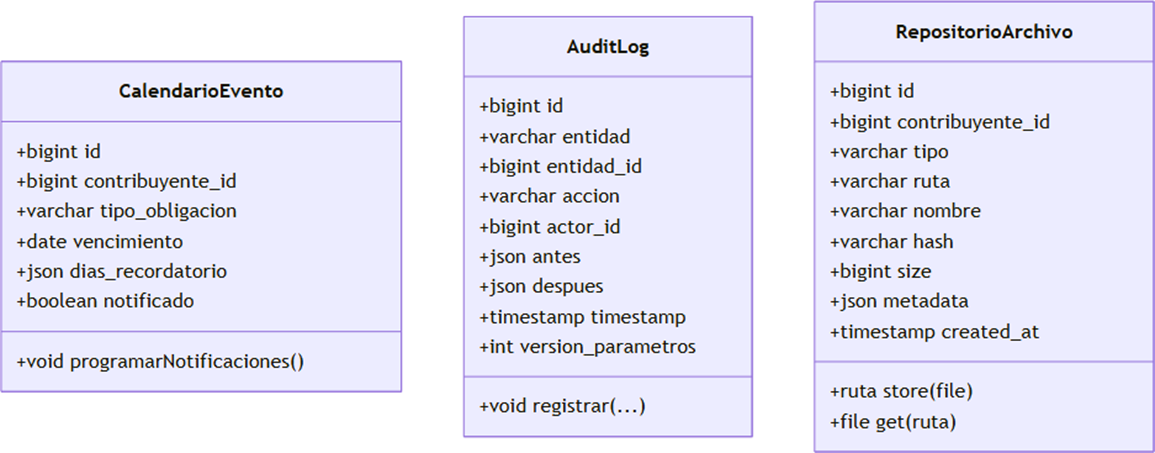 CalendarioEvento
+bigint id
+bigint contribuyente_id
+varchar tipo_obligacion
+date vencimiento
+json dias_recordatorio
+boolean notificado
+void programarNotificaciones()
AuditLog
+bigint id
+varchar entidad
+bigint entidad_id
+varchar accion
+bigint actor_id
+json antes
+json despues
+timestamp timestamp
+int version_parametros
+void registrar(...)
RepositorioArchivo
+bigint id
+bigint contribuyente_id
+varchar tipo
+varchar ruta
+varchar nombre
+varchar hash
+bigint size
+json metadata
+timestamp created_at
+ruta store(file)
+file get(ruta)